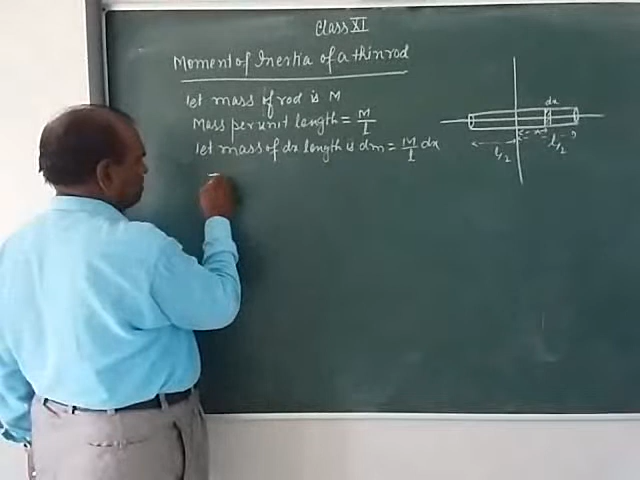 Class XI
Moment of Inertia of a thin rod
let mass of rod is M
Mass per unit length = M/l
let mass of dx length is dm = M/l dx
dx
x
l/2
l/2